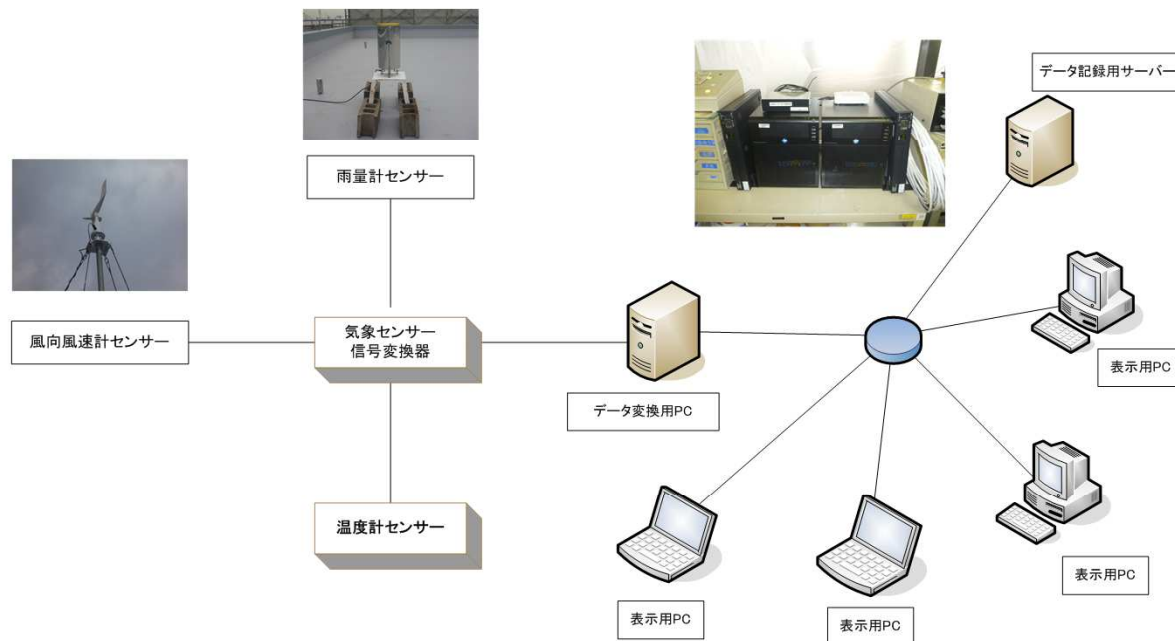 データ記録用サーバー
雨量計センサー
風向風速計センサー
気象センサー
信号変換器
表示用PC
データ変換用PC
温度計センサー
表示用PC
表示用PC
表示用PC